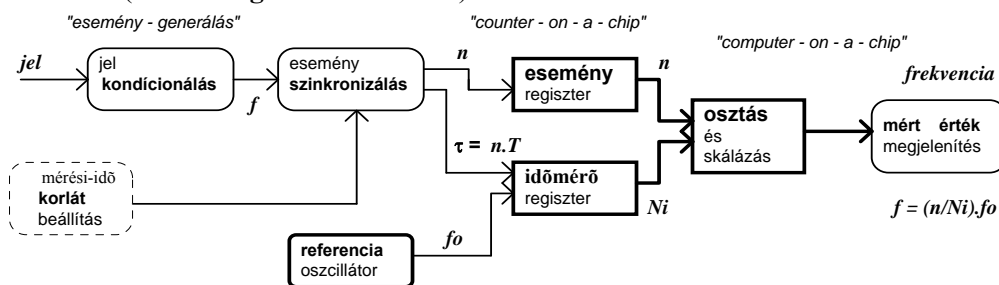 "esemény - generálás"
"counter - on - a - chip"
"computer - on - a - chip"
jel
jel
kondícionálás
f
esemény
szinkronizálás
n
esemény
regiszter
n
τ = n.T
idõmérõ
regiszter
Ni
osztás
és
skálázás
frekvencia
mért érték
megjelenítés
f = (n/Ni).fo
mérési-idõ
korlát
beállítás
referencia
oszcillátor
fo